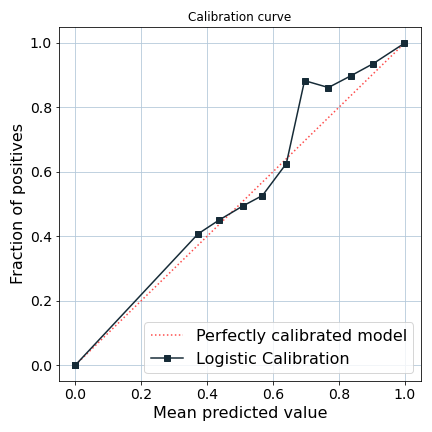 Calibration curve
Fraction of positives
1.0
0.8
0.6
0.4
0.2
0.0
Perfectly calibrated model
Logistic Calibration
0.0 0.2 0.4 0.6 0.8 1.0
Mean predicted value